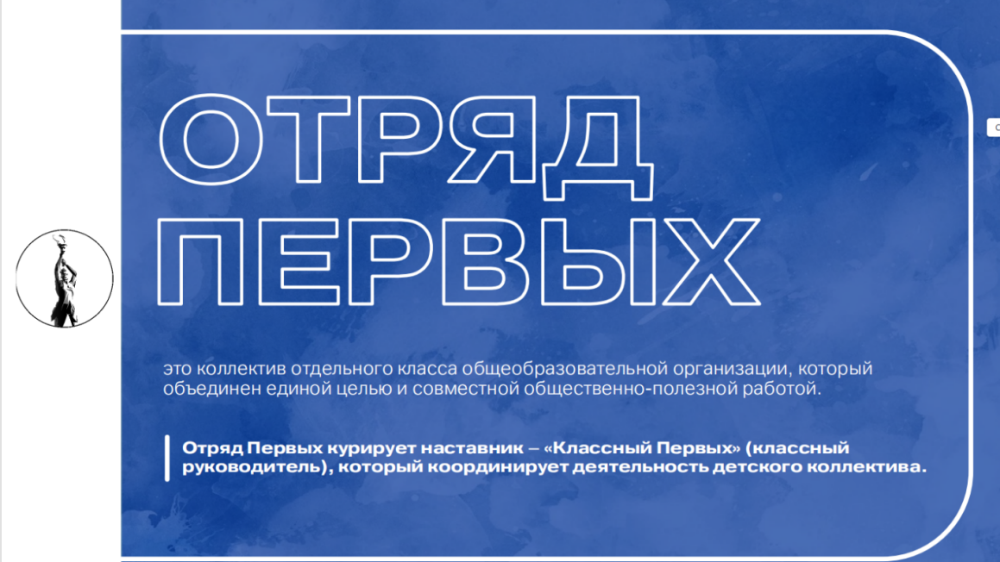 ОТРЯД
ПЕРВЫХ
это коллектив отдельного класса общеобразовательной организации, который
объединен единой целью и совместной общественно-полезной работой.
Отряд Первых курирует наставник – «Классный Первых» (классный
руководитель), который координирует деятельность детского коллектива.